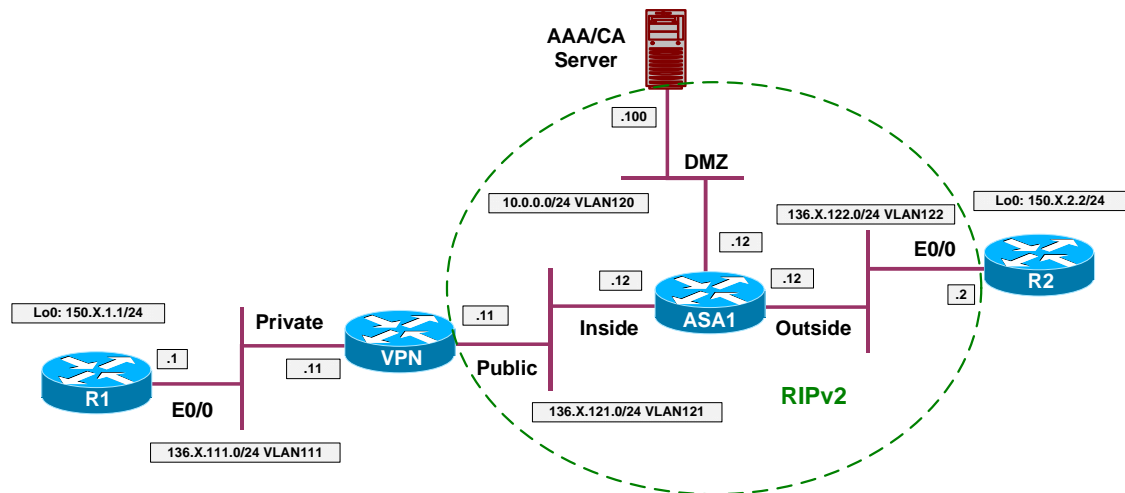 AAA/CA
Server
.100
DMZ
10.0.0.0/24 VLAN120
Lo0: 150.X.2.2/24
136.X.122.0/24 VLAN122
.12
E0/0
Lo0: 150.X.1.1/24
.12
.12
R2
Private
.11
ASA1
.2
.1
VPN
Inside
Outside
.11
Public
R1
E0/0
RIPv2
136.X.121.0/24 VLAN121
136.X.111.0/24 VLAN111